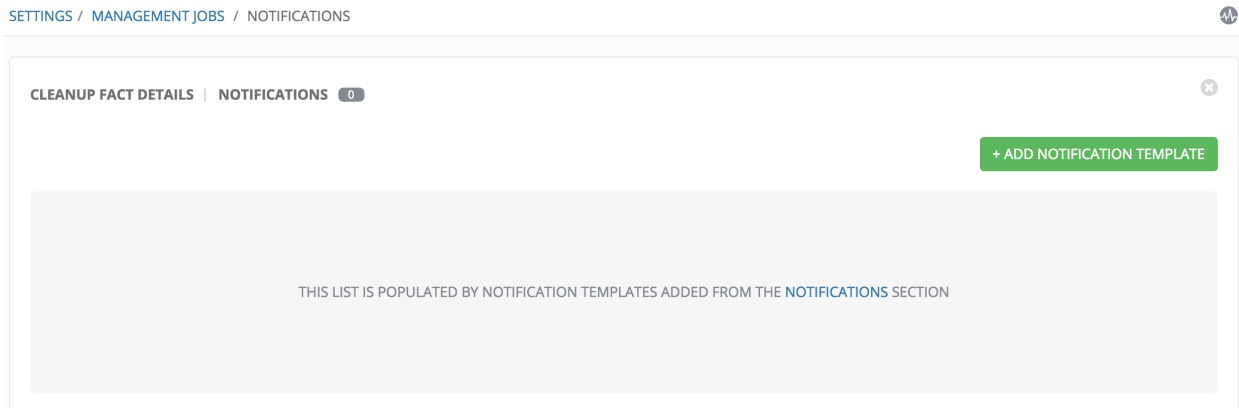 SETTINGS / MANAGEMENT JOBS / NOTIFICATIONS
CLEANUP FACT DETAILS | NOTIFICATIONS 0
+ ADD NOTIFICATION TEMPLATE
THIS LIST IS POPULATED BY NOTIFICATION TEMPLATES ADDED FROM THE NOTIFICATIONS SECTION